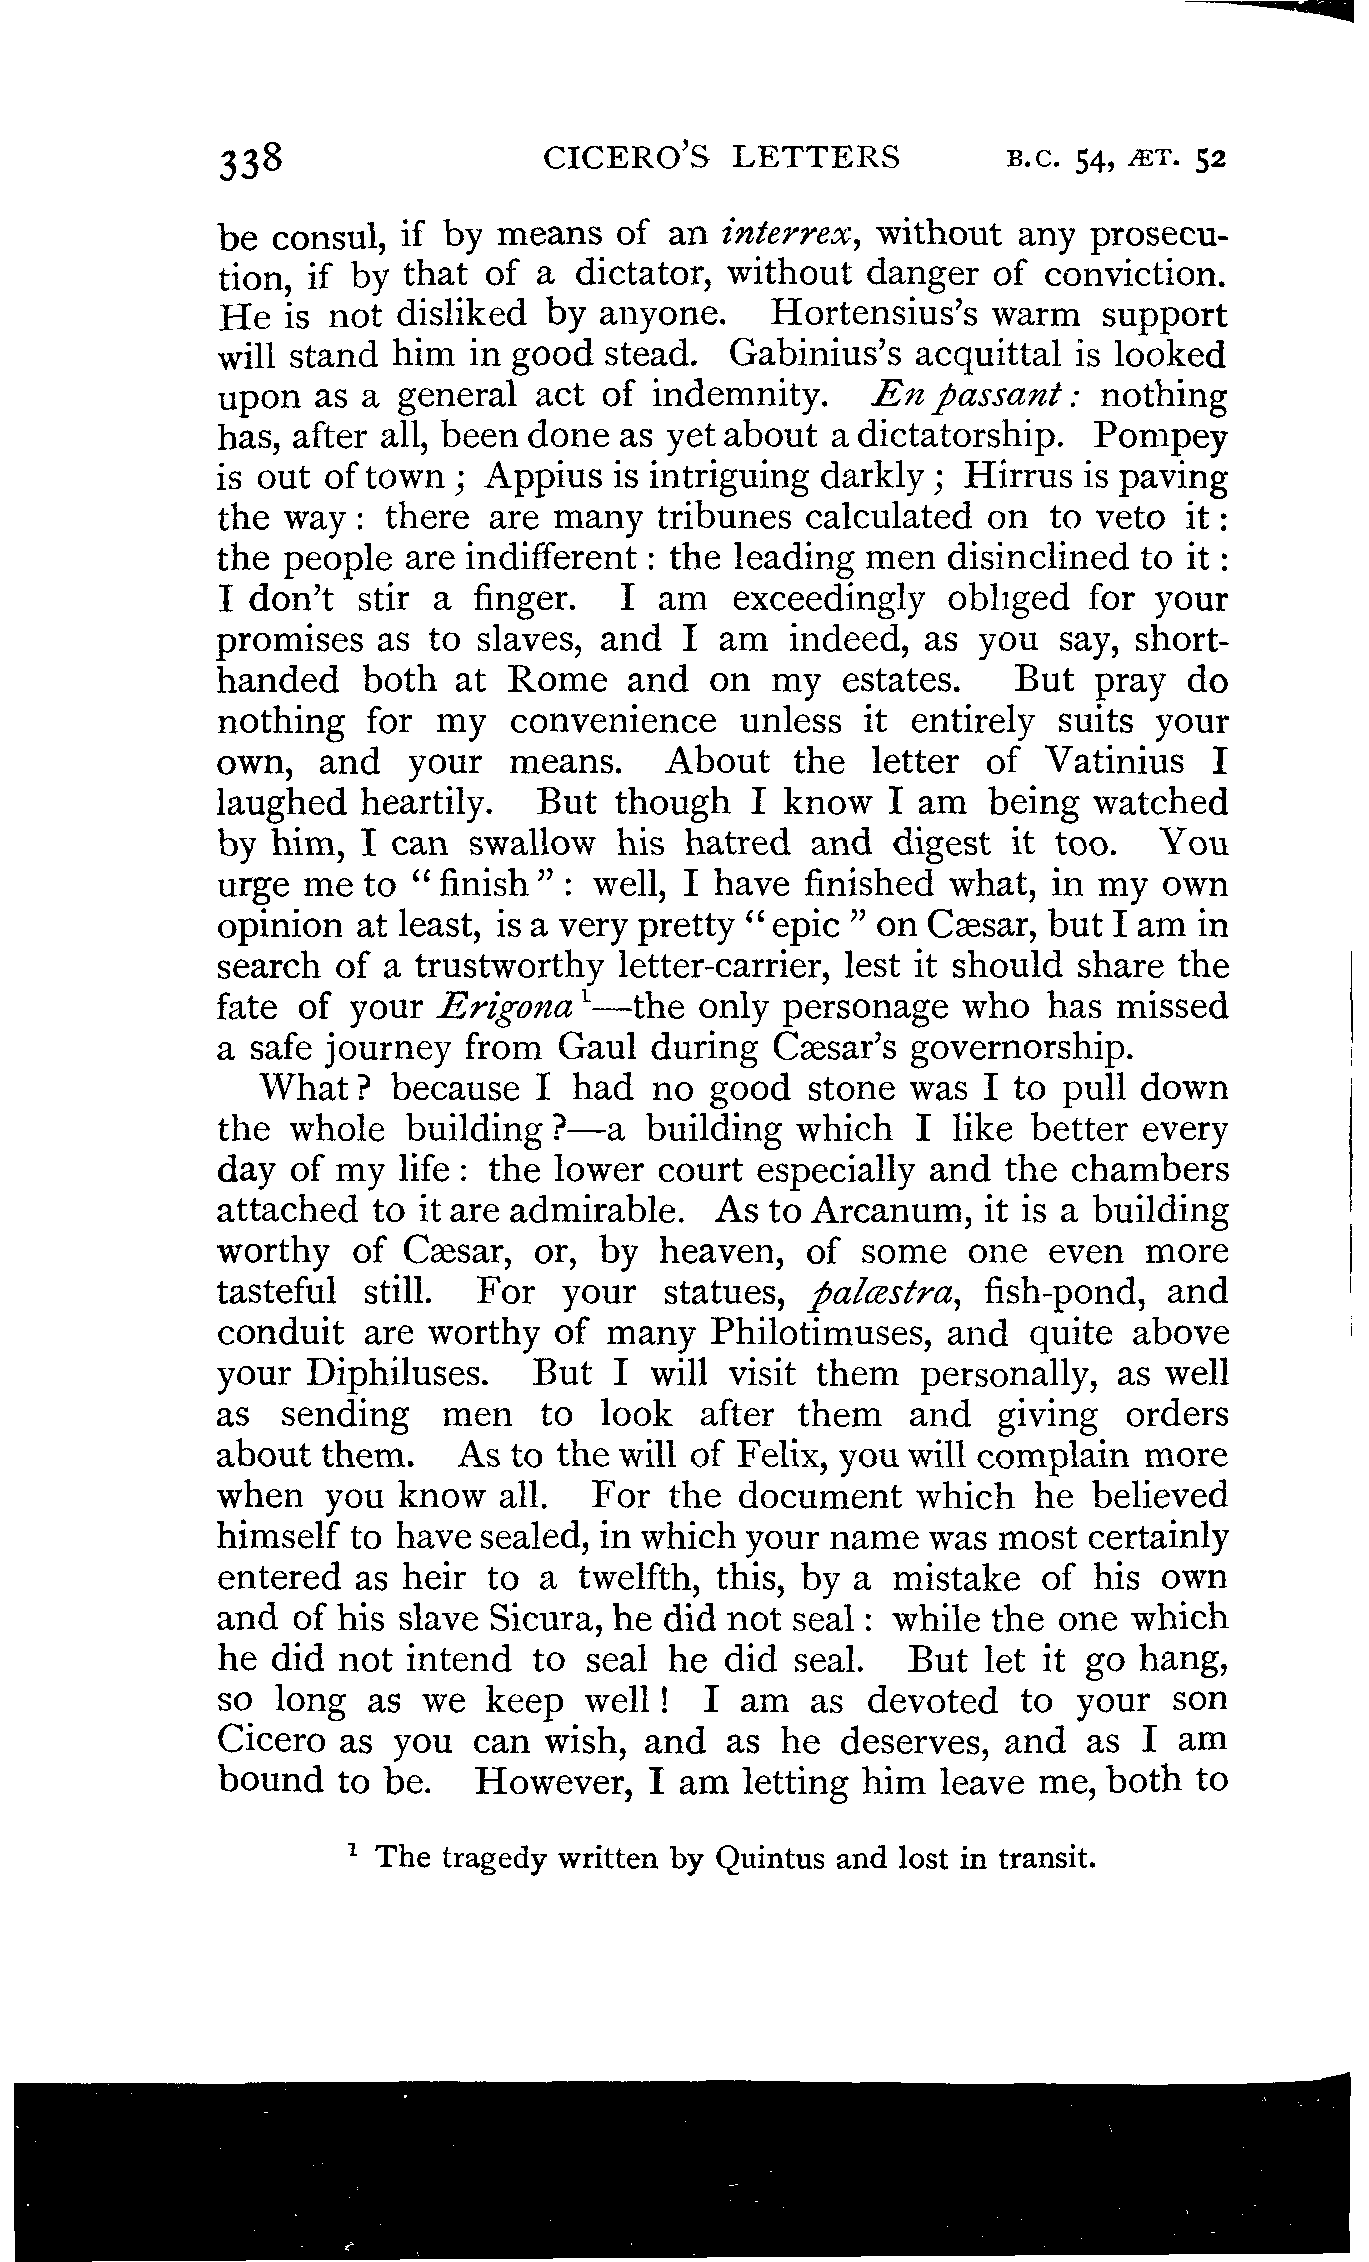 338 CICERO'S LETTERS B.C. 54, ÆT. 52
be consul, if by means of an interrex, without any prosecu-
tion, if by that of a dictator, without danger of conviction.
He is not disliked by anyone. Hortensius's warm support
will stand him in good stead. Gabinius's acquittal is looked
upon as a general act of indemnity. En passant: nothing
has, after all, been done as yet about a dictatorship. Pompey
is out of town; Appius is intriguing darkly; Hirrus is paving
the way: there are many tribunes calculated on to veto it:
the people are indifferent: the leading men disinclined to it:
I don't stir a finger. I am exceedingly obliged for your
promises as to slaves, and I am indeed, as you say, short-
handed both at Rome and on my estates. But pray do
nothing for my convenience unless it entirely suits your
own, and your means. About the letter of Vatinius I
laughed heartily. But though I know I am being watched
by him, I can swallow his hatred and digest it too. You
urge me to "finish": well, I have finished what, in my own
opinion at least, is a very pretty "epic" on Cæsar, but I am in
search of a trustworthy letter-carrier, lest it should share the
fate of your Erigona ¹—the only personage who has missed
a safe journey from Gaul during Cæsar's governorship.
What? because I had no good stone was I to pull down
the whole building?—a building which I like better every
day of my life: the lower court especially and the chambers
attached to it are admirable. As to Arcanum, it is a building
worthy of Cæsar, or, by heaven, of some one even more
tasteful still. For your statues, palæstra, fish-pond, and
conduit are worthy of many Philotimuses, and quite above
your Diphiluses. But I will visit them personally, as well
as sending men to look after them and giving orders
about them. As to the will of Felix, you will complain more
when you know all. For the document which he believed
himself to have sealed, in which your name was most certainly
entered as heir to a twelfth, this, by a mistake of his own
and of his slave Sicura, he did not seal: while the one which
he did not intend to seal he did seal. But let it go hang,
so long as we keep well! I am as devoted to your son
Cicero as you can wish, and as he deserves, and as I am
bound to be. However, I am letting him leave me, both to
¹ The tragedy written by Quintus and lost in transit.